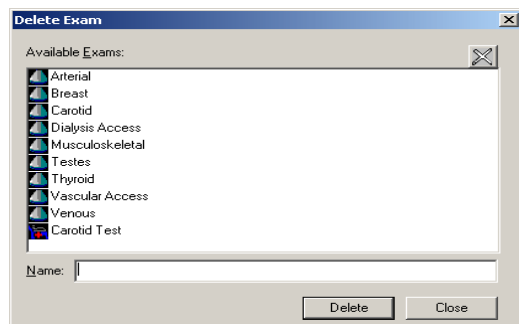 Delete Exam
Available Exams:
Arterial
Breast
Carotid
Dialysis Access
Musculoskeletal
Testes
Thyroid
Vascular Access
Venous
Carotid Test
Name:
Delete Close